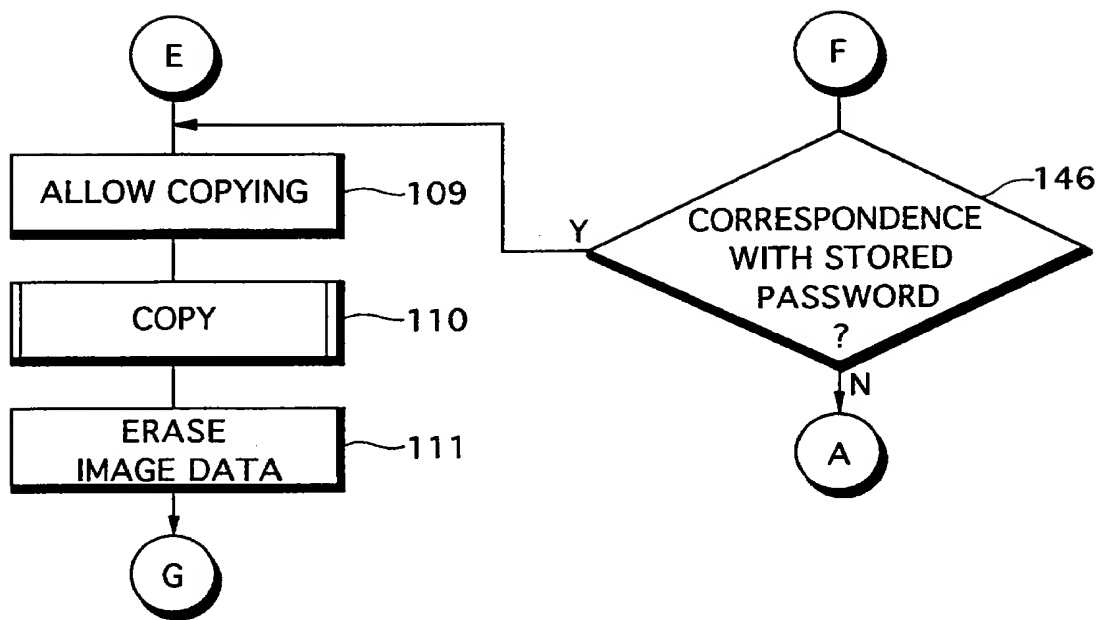 E
ALLOW COPYING
109
COPY
110
ERASE
IMAGE DATA
111
G
F
146
CORRESPONDENCE
WITH STORED
PASSWORD
?
Y
N
A